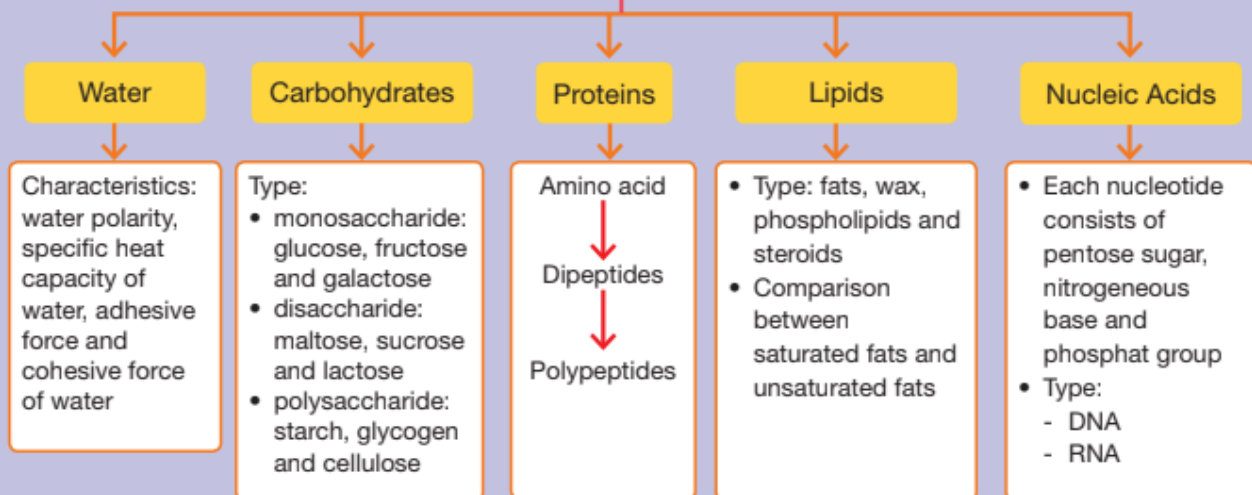 Water
Carbohydrates
Proteins
Lipids
Nucleic Acids
Characteristics:
water polarity,
specific heat
capacity of
water, adhesive
force and
cohesive force
of water
Type:
• monosaccharide:
glucose, fructose
and galactose
• disaccharide:
maltose, sucrose
and lactose
• polysaccharide:
starch, glycogen
and cellulose
Amino acid
Dipeptides
Polypeptides
• Type: fats, wax,
phospholipids and
steroids
• Comparison
between
saturated fats and
unsaturated fats
• Each nucleotide
consists of
pentose sugar,
nitrogeneous
base and
phosphat group
• Type:
- DNA
- RNA